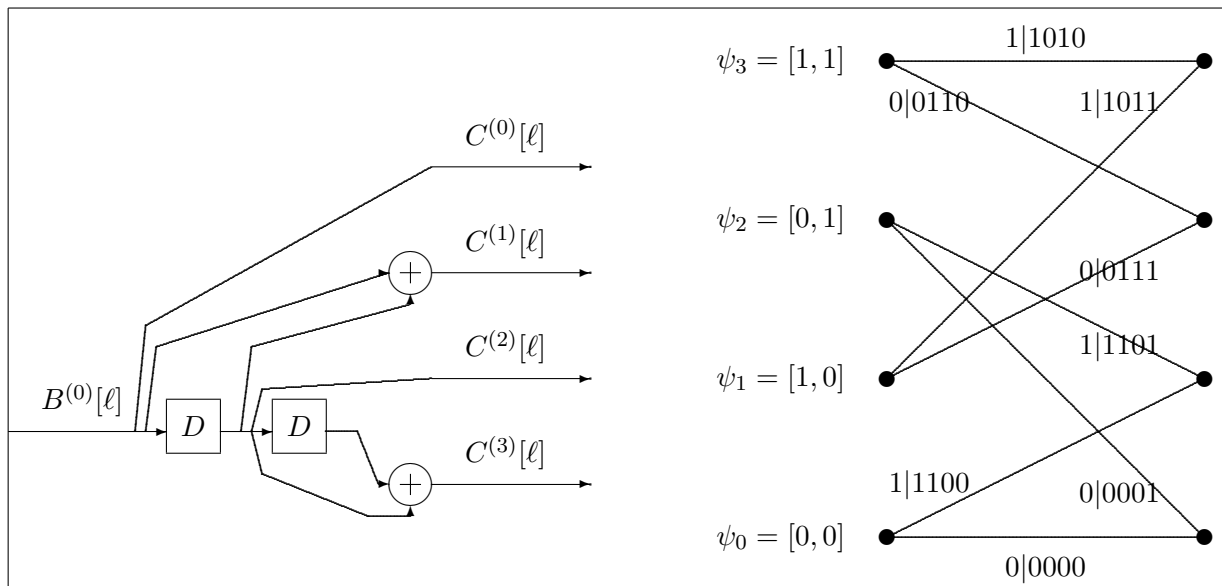 C^{(0)}[ℓ]
C^{(1)}[ℓ]
+
C^{(2)}[ℓ]
B^{(0)}[ℓ]
D
D
C^{(3)}[ℓ]
+
1|1010
ψ_3 = [1, 1]
0|0110
1|1011
ψ_2 = [0, 1]
0|0111
1|1101
ψ_1 = [1, 0]
1|1100
0|0001
ψ_0 = [0, 0]
0|0000